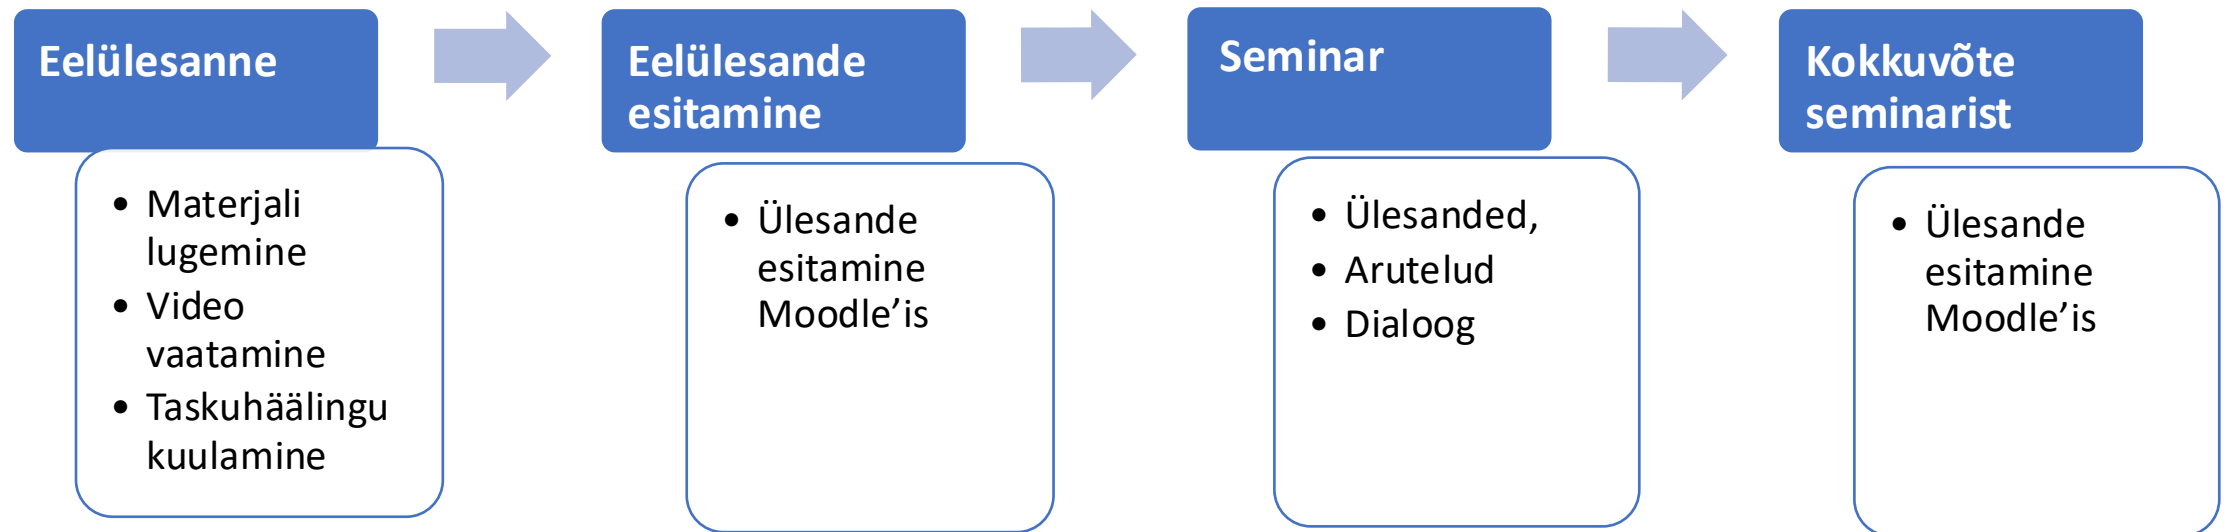 Eelülesanne
• Materjali
lugemine
• Video
vaatamine
• Taskuhäälingu
kuulamine
Eelülesande
esitamine
• Ülesande
esitamine
Moodle’is
Seminar
• Ülesanded,
• Arutelud
• Dialoog
Kokkuvõte
seminarist
• Ülesande
esitamine
Moodle’is